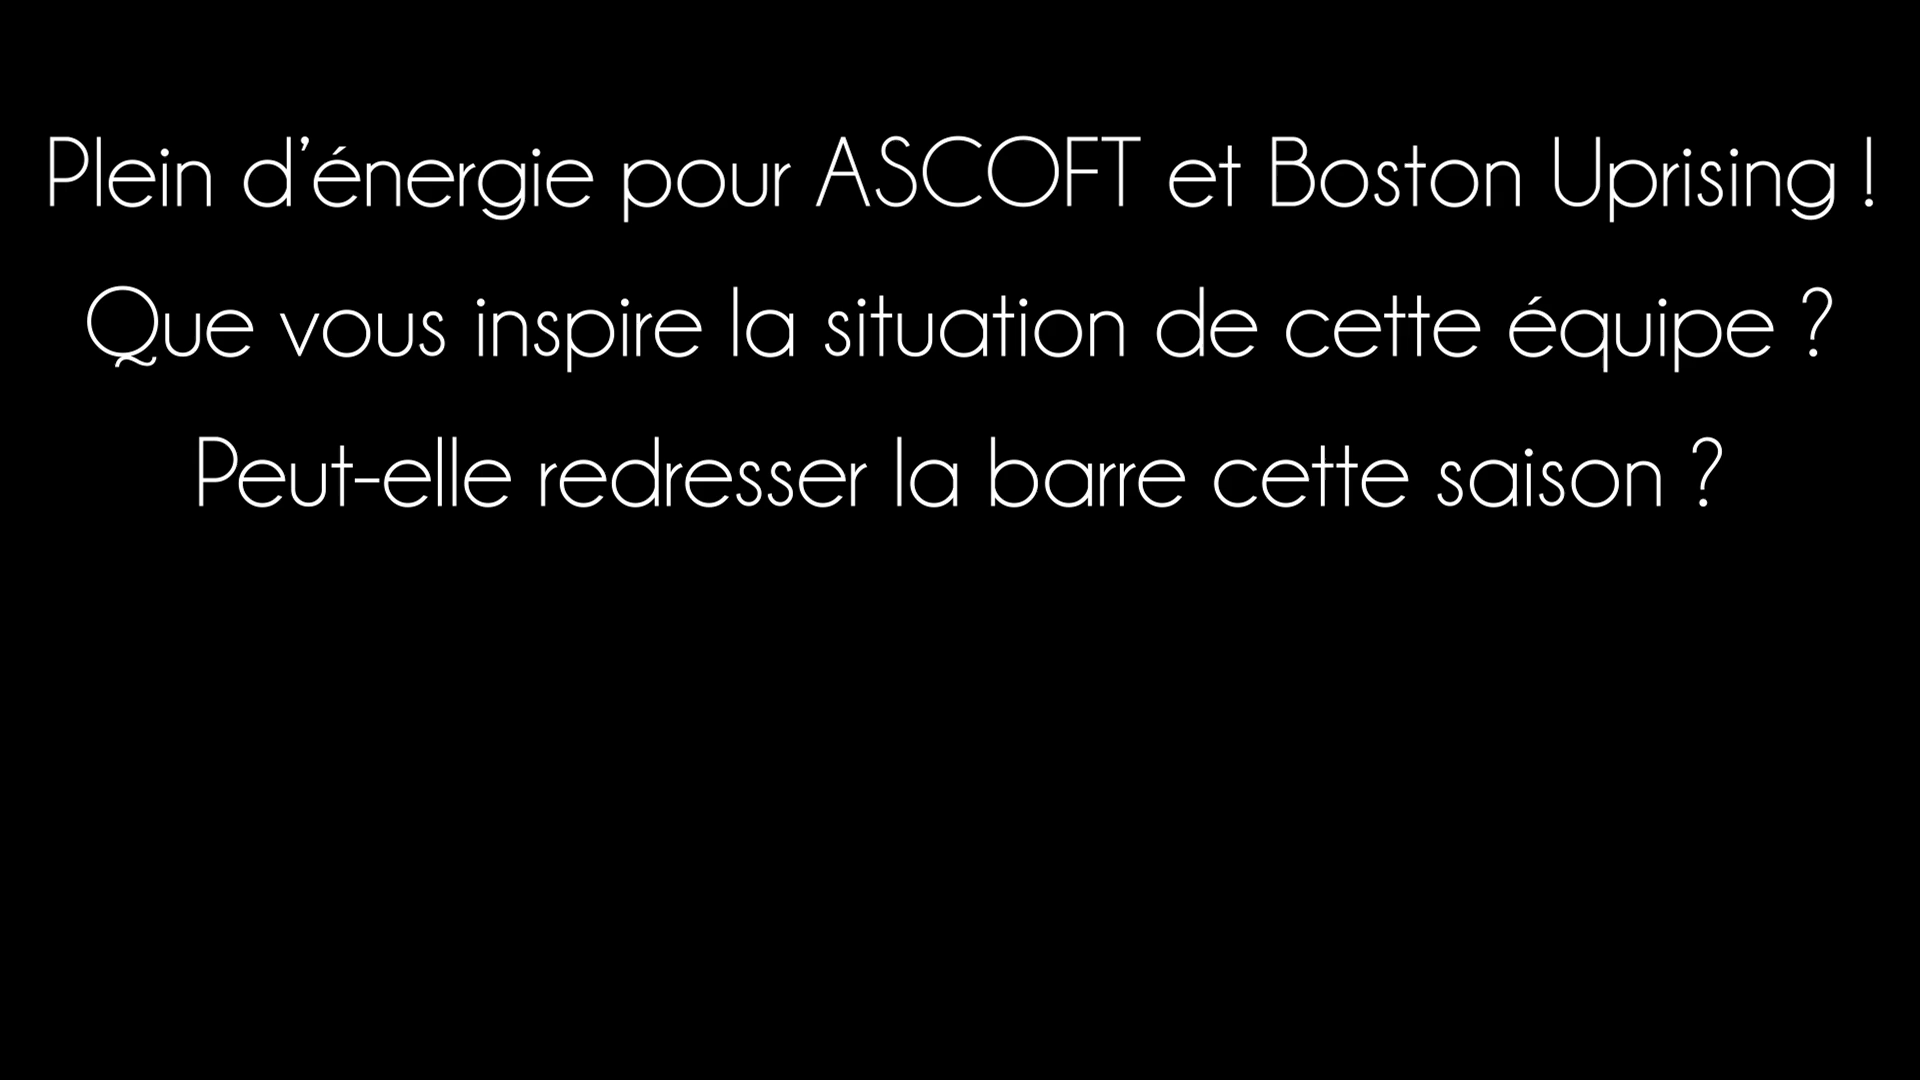 Plein d’énergie pour ASCOFT et Boston Uprising !
Que vous inspire la situation de cette équipe ?
Peut-elle redresser la barre cette saison ?